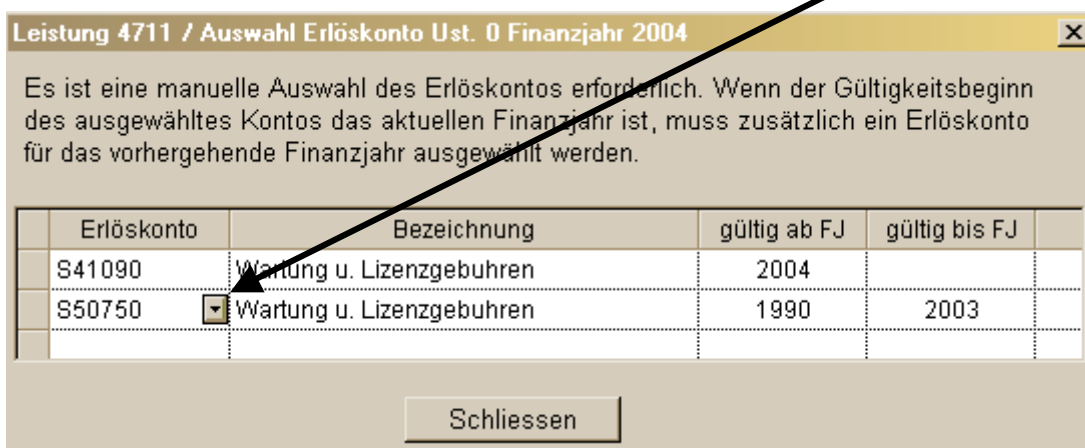 Leistung 4711 / Auswahl Erlöskonto Ust. 0 Finanzjahr 2004
Es ist eine manuelle Auswahl des Erlöskontos erforderlich. Wenn der Gültigkeitsbeginn
des ausgewähltes Kontos das aktuellen Finanzjahr ist, muss zusätzlich ein Erlöskonto
für das vorhergehende Finanzjahr ausgewählt werden.
Erlöskonto Bezeichnung gültig ab FJ gültig bis FJ
S41090 Wartung u. Lizenzgebuhren 2004
S50750 Wartung u. Lizenzgebuhren 1990 2003
Schliessen